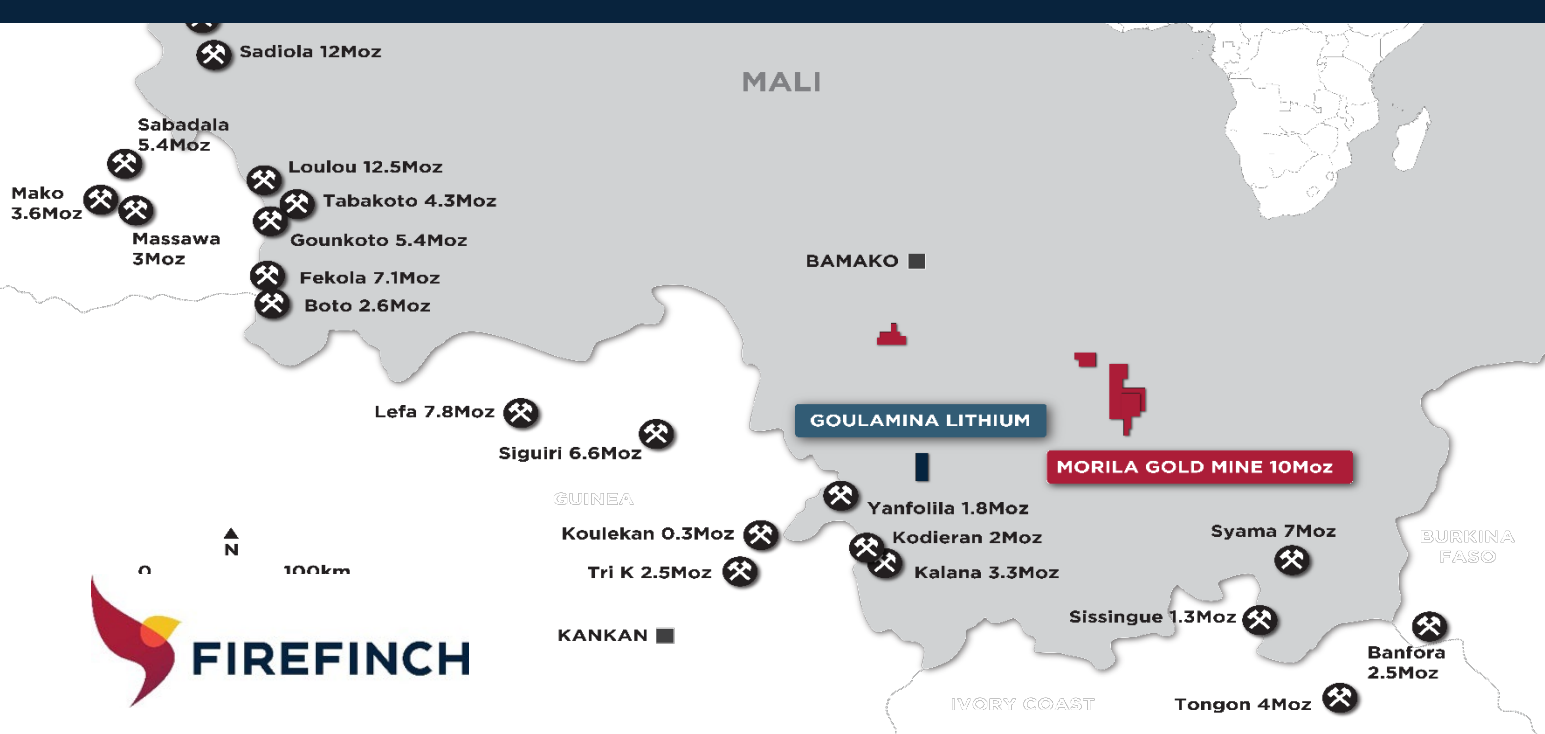 Sadiola 12Moz
MALI
Sabadala
5.4Moz
Loulou 12.5Moz
Mako
3.6Moz
Tabakoto 4.3Moz
Massawa
3Moz
Gounkoto 5.4Moz
BAMAKO
Fekola 7.1Moz
Boto 2.6Moz
Lefa 7.8Moz
GOULAMINA LITHIUM
Siguiri 6.6Moz
MORILA GOLD MINE 10Moz
GUINEA
Yanfolila 1.8Moz
Koulekan 0.3Moz
Kodieran 2Moz
Syama 7Moz
BURKINA
FASO
N
Tri K 2.5Moz
Kalana 3.3Moz
0 100km
Sissingue 1.3Moz
KANKAN
Banfora
2.5Moz
FIREFINCH
IVORY COAST
Tongon 4Moz